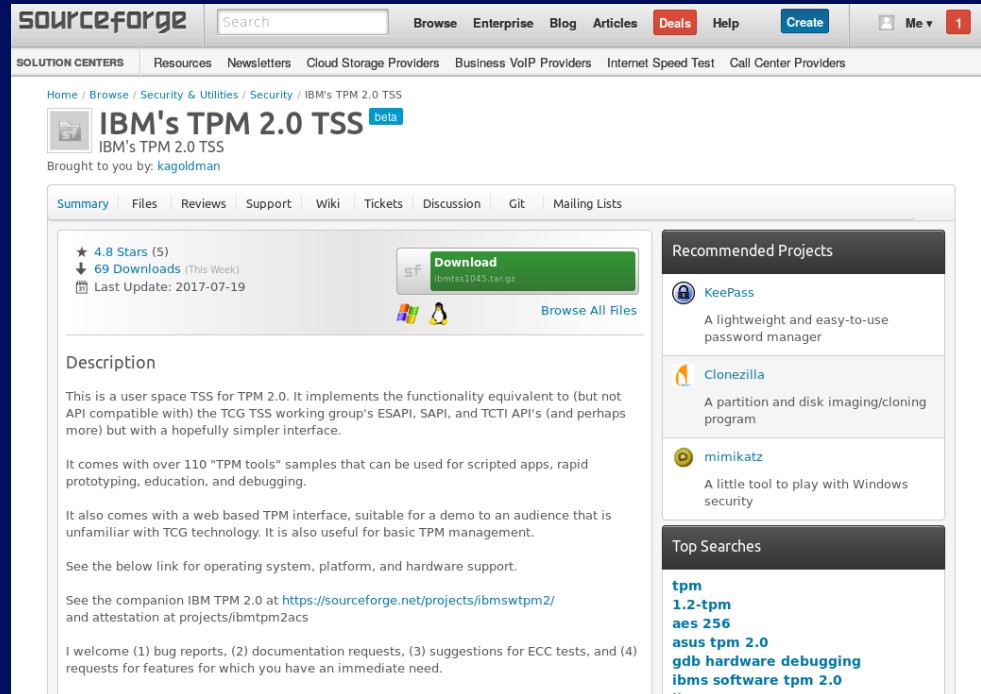 sourceforge
Search
Browse Enterprise Blog Articles Deals Help Create Me ▾ 1
SOLUTION CENTERS Resources Newsletters Cloud Storage Providers Business VoIP Providers Internet Speed Test Call Center Providers
Home / Browse / Security & Utilities / Security / IBM's TPM 2.0 TSS
IBM's TPM 2.0 TSS beta
IBM's TPM 2.0 TSS
Brought to you by: kagoldman
Summary Files Reviews Support Wiki Tickets Discussion Git Mailing Lists
4.8 Stars (5)
69 Downloads (This Week)
Last Update: 2017-07-19
sf Download
ibmtss1045.tar.gz
Browse All Files
Description
This is a user space TSS for TPM 2.0. It implements the functionality equivalent to (but not
API compatible with) the TCG TSS working group's ESAPI, SAPI, and TCTI API's (and perhaps
more) but with a hopefully simpler interface.
It comes with over 110 "TPM tools" samples that can be used for scripted apps, rapid
prototyping, education, and debugging.
It also comes with a web based TPM interface, suitable for a demo to an audience that is
unfamiliar with TCG technology. It is also useful for basic TPM management.
See the below link for operating system, platform, and hardware support.
See the companion IBM TPM 2.0 at https://sourceforge.net/projects/ibmswtpm2/
and attestation at projects/ibmtpm2acs
I welcome (1) bug reports, (2) documentation requests, (3) suggestions for ECC tests, and (4)
requests for features for which you have an immediate need.
Recommended Projects
KeePass
A lightweight and easy-to-use
password manager
Clonezilla
A partition and disk imaging/cloning
program
mimikatz
A little tool to play with Windows
security
Top Searches
tpm
1.2-tpm
aes 256
asus tpm 2.0
gdb hardware debugging
ibms software tpm 2.0